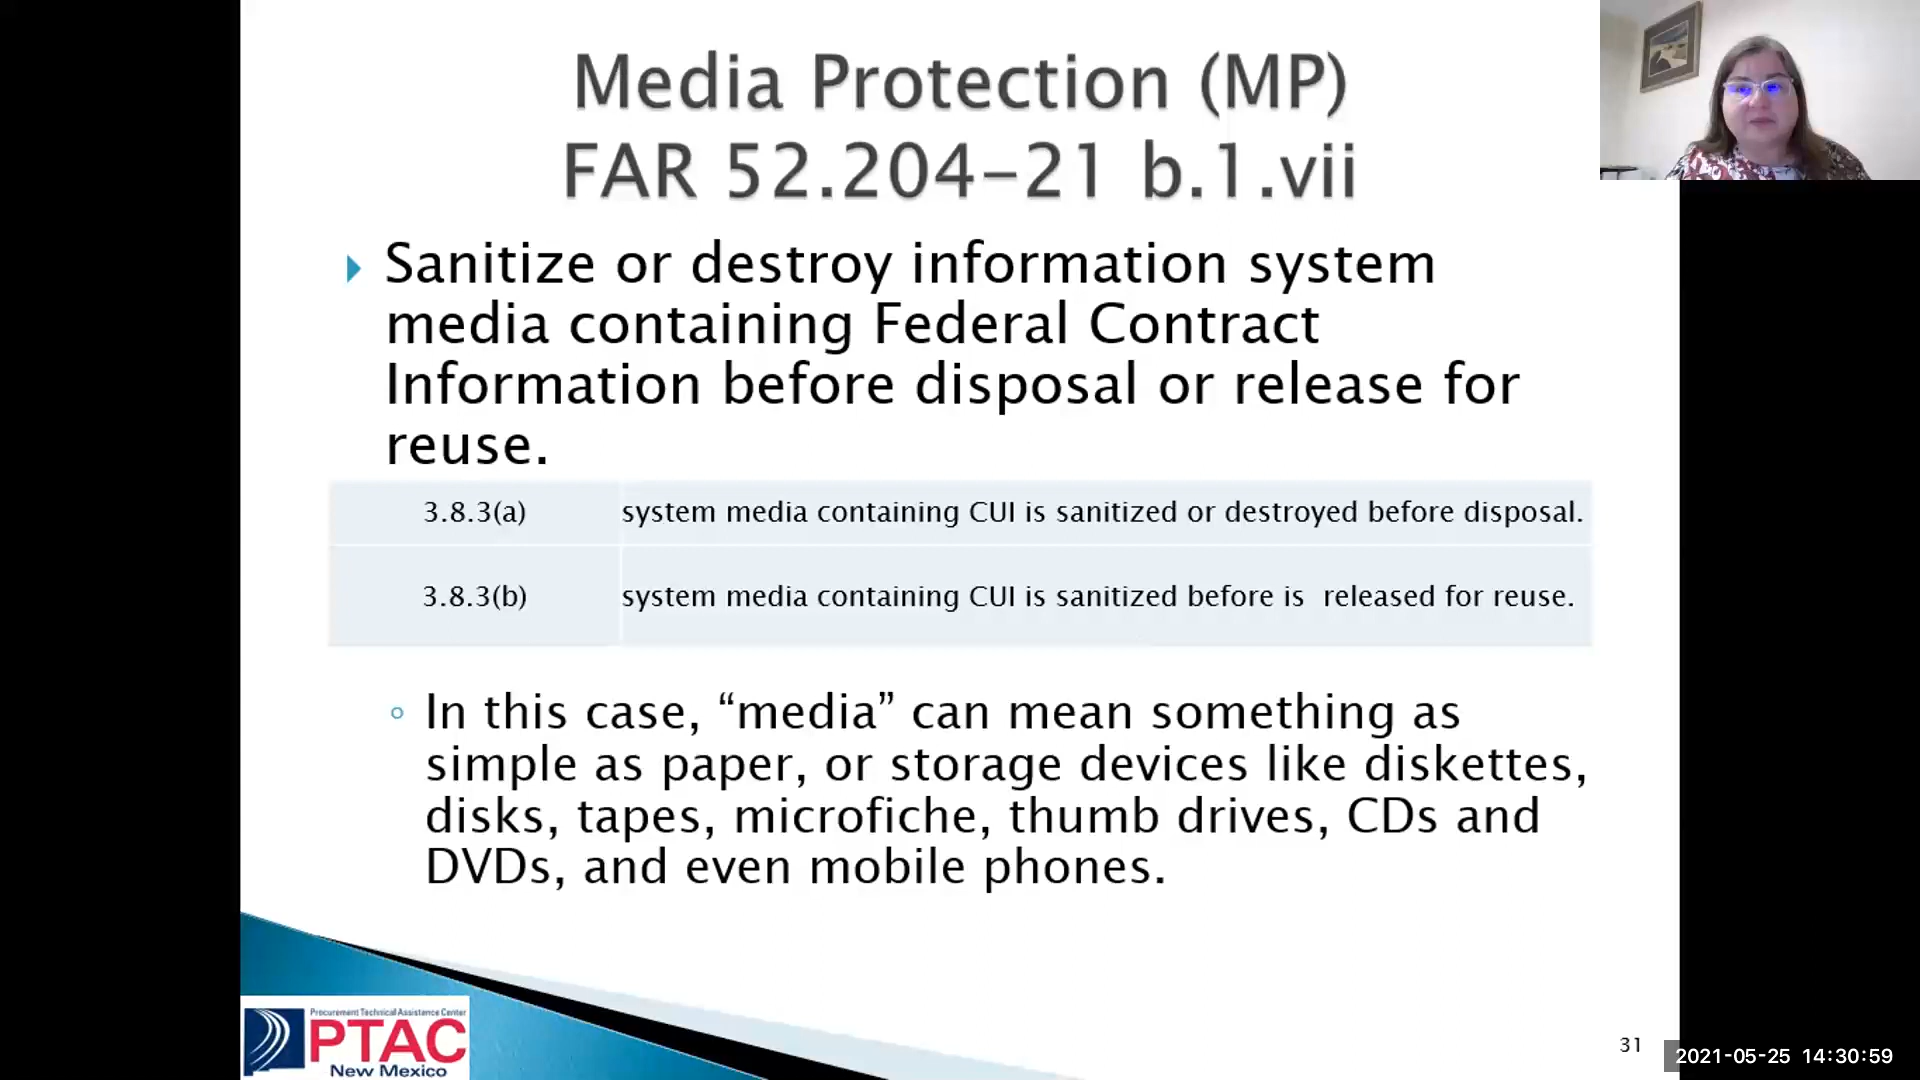 Media Protection (MP)
FAR 52.204-21 b.1.vii
Sanitize or destroy information system
media containing Federal Contract
Information before disposal or release for
reuse.
3.8.3(a) system media containing CUI is sanitized or destroyed before disposal.
3.8.3(b) system media containing CUI is sanitized before is  released for reuse.
In this case, “media” can mean something as
simple as paper, or storage devices like diskettes,
disks, tapes, microfiche, thumb drives, CDs and
DVDs, and even mobile phones.
Procurement Technical Assistance Center
PTAC
New Mexico
31
2021-05-25 14:30:59